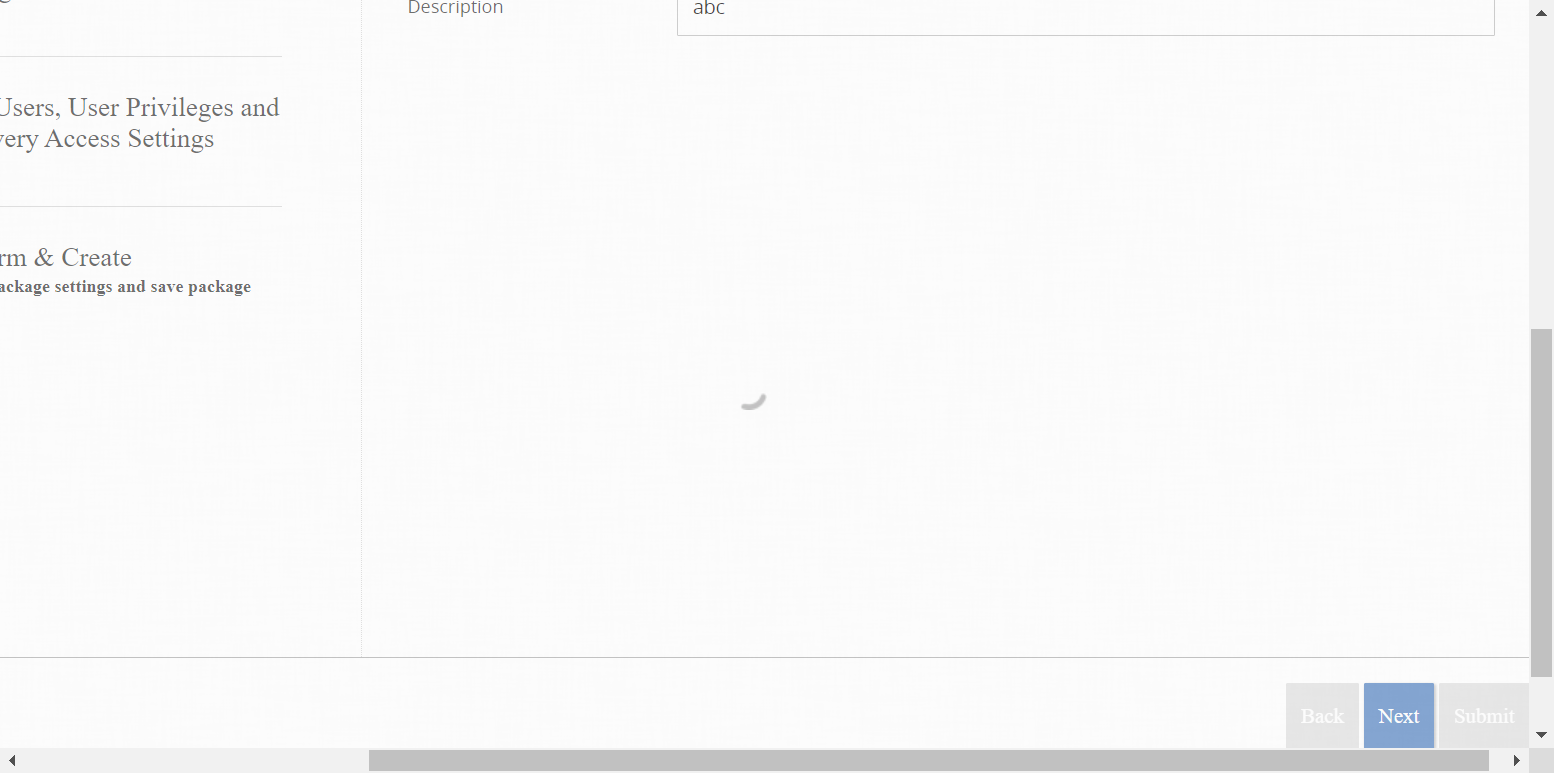 Description
abc
Users, User Privileges and
very Access Settings
rm & Create
ackage settings and save package
Back
Next
Submit